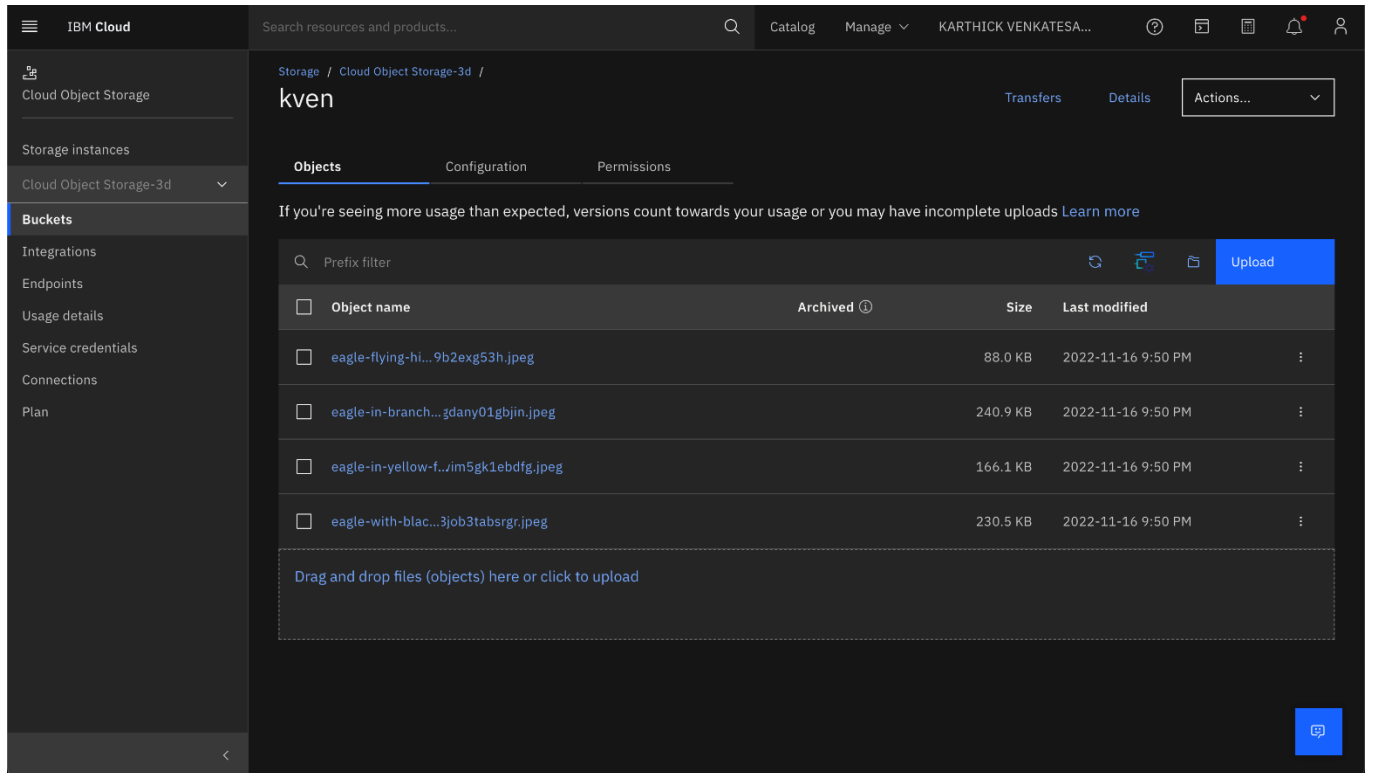 IBM Cloud
Search resources and products...
Catalog
Manage
KARTHICK VENKATESA...
Cloud Object Storage
Storage instances
Cloud Object Storage-3d
Buckets
Integrations
Endpoints
Usage details
Service credentials
Connections
Plan
Storage / Cloud Object Storage-3d /
kven
Transfers
Details
Actions...
Objects
Configuration
Permissions
If you're seeing more usage than expected, versions count towards your usage or you may have incomplete uploads Learn more
Prefix filter
Upload
Object name Archived Size Last modified
eagle-flying-hi...9b2exg53h.jpeg 88.0 KB 2022-11-16 9:50 PM
eagle-in-branch...gdany01gbjin.jpeg 240.9 KB 2022-11-16 9:50 PM
eagle-in-yellow-f...vim5gk1ebdfg.jpeg 166.1 KB 2022-11-16 9:50 PM
eagle-with-blac...3job3tabsrgr.jpeg 230.5 KB 2022-11-16 9:50 PM
Drag and drop files (objects) here or click to upload